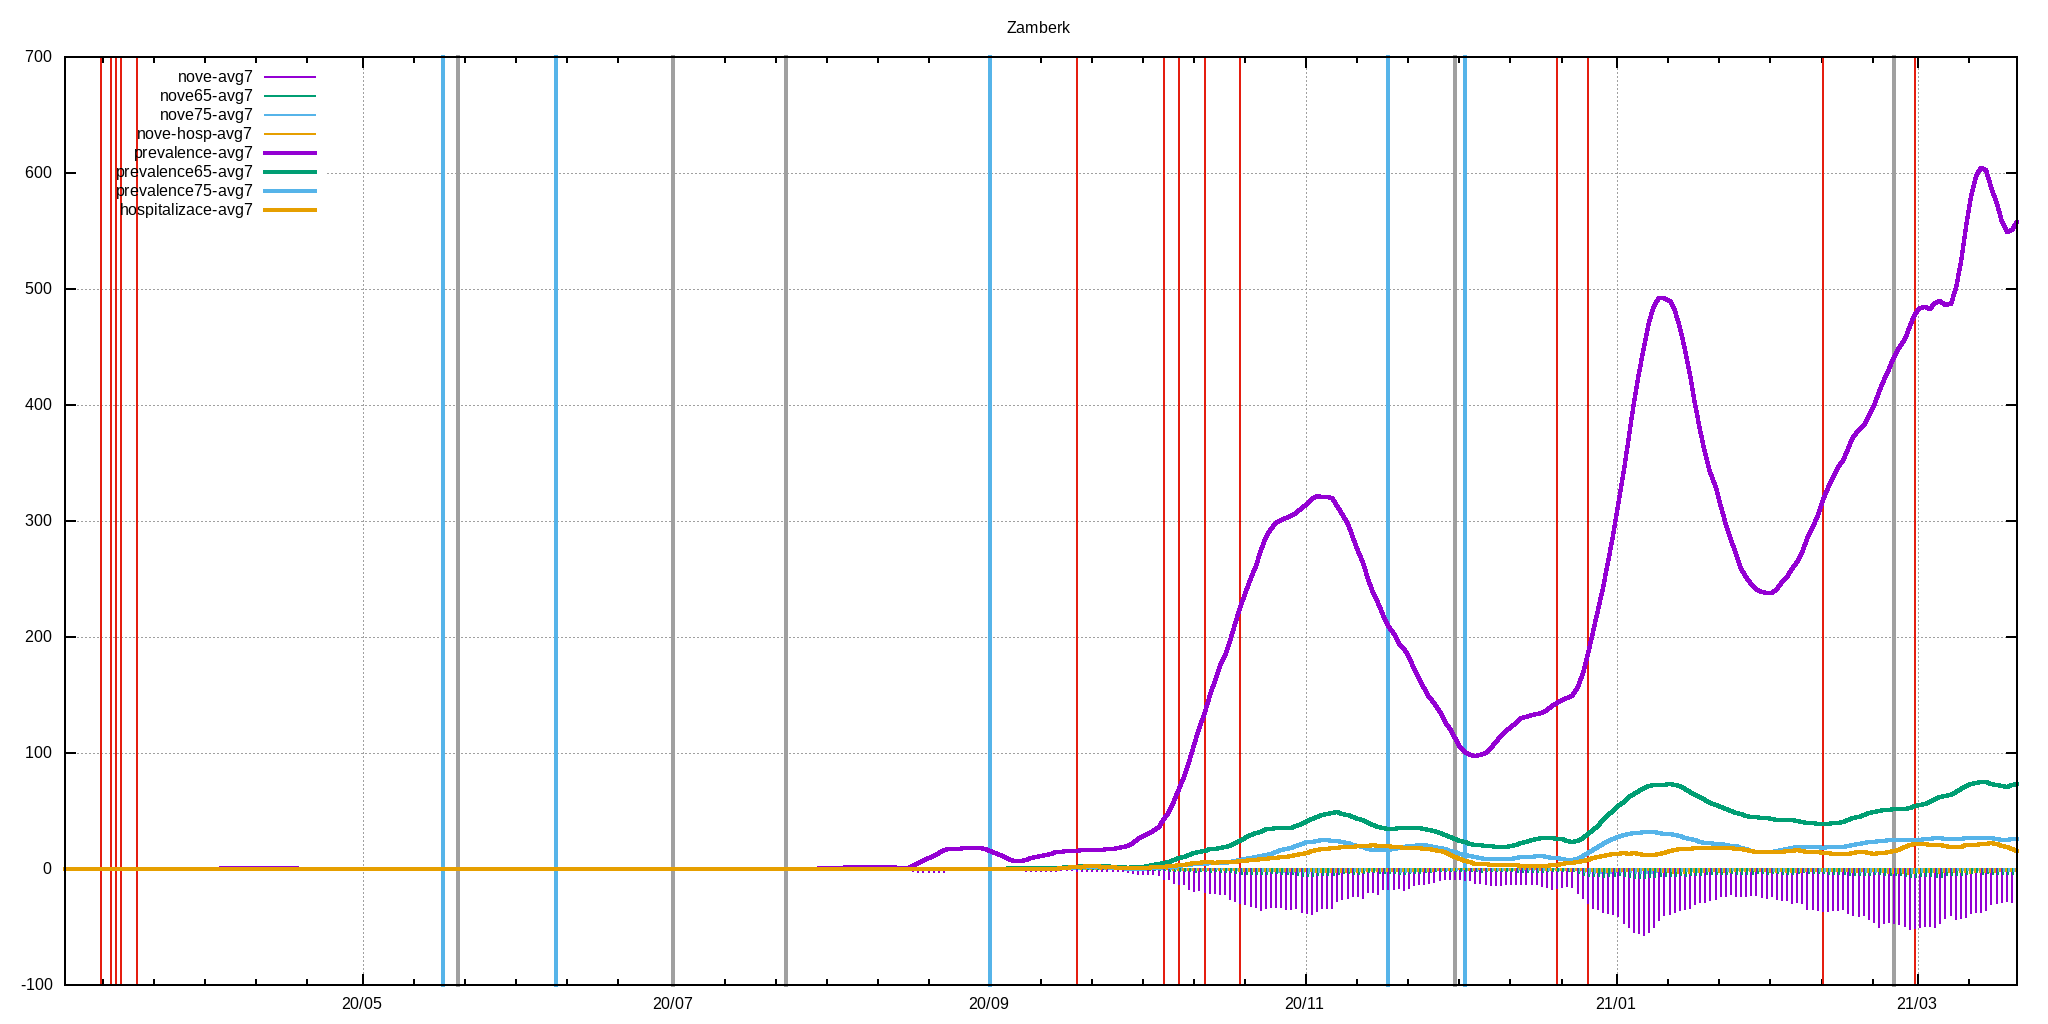 Zamberk
700
600
500
400
300
200
100
0
-100
nove-avg7
nove65-avg7
nove75-avg7
nove-hosp-avg7
prevalence-avg7
prevalence65-avg7
prevalence75-avg7
hospitalizace-avg7
20/05 20/07 20/09 20/11 21/01 21/03